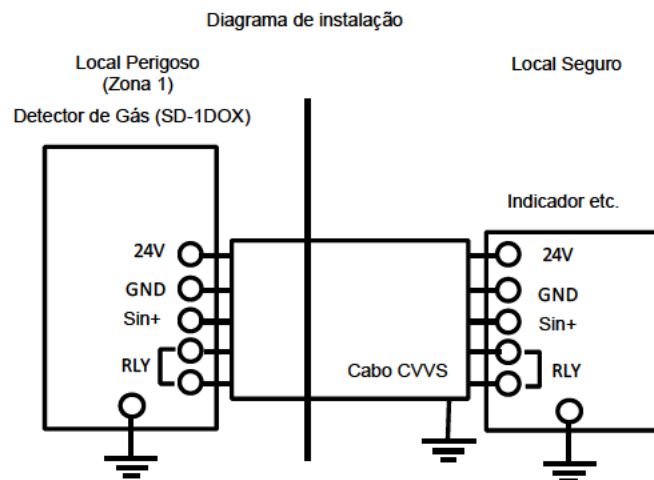 Diagrama de instalação
Local Perigoso
(Zona 1)
Local Seguro
Detector de Gás (SD-1DOX)
Indicador etc.
24V
GND
Sin+
RLY
Cabo CVVS
24V
GND
Sin+
RLY